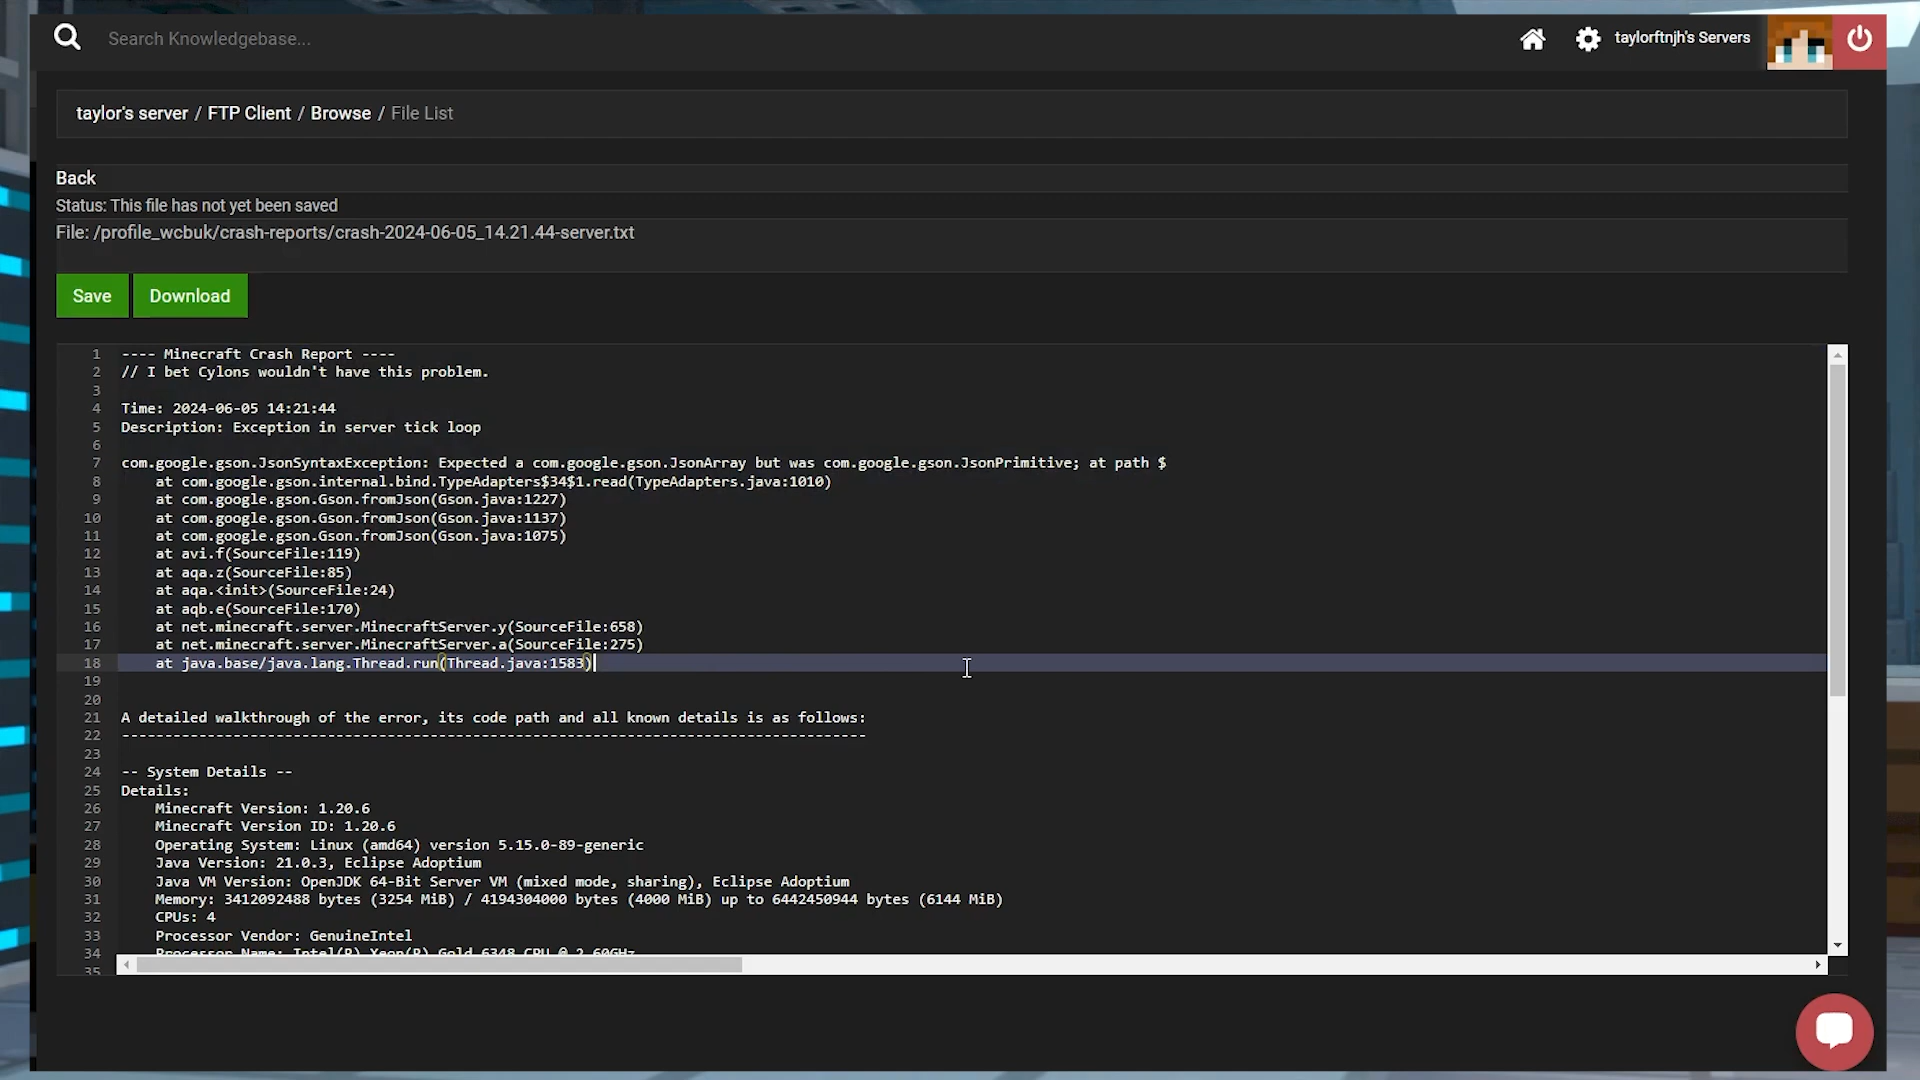 Search Knowledgebase...
taylorftnjh's Servers
taylor's server / FTP Client / Browse / File List
Back
Status: This file has not yet been saved
File: /profile_wcbuk/crash-reports/crash-2024-06-05_14.21.44-server.txt
Save Download
1 ---- Minecraft Crash Report ----
2 // I bet Cylons wouldn't have this problem.
3
4 Time: 2024-06-05 14:21:44
5 Description: Exception in server tick loop
6
7 com.google.gson.JsonSyntaxException: Expected a com.google.gson.JsonArray but was com.google.gson.JsonPrimitive; at path $
8 at com.google.gson.internal.bind.TypeAdapters$34$1.read(TypeAdapters.java:1010)
9 at com.google.gson.Gson.fromJson(Gson.java:1227)
10 at com.google.gson.Gson.fromJson(Gson.java:1137)
11 at com.google.gson.Gson.fromJson(Gson.java:1075)
12 at avi.f(SourceFile:119)
13 at aqa.z(SourceFile:85)
14 at aqa.<init>(SourceFile:24)
15 at aqb.e(SourceFile:170)
16 at net.minecraft.server.MinecraftServer.y(SourceFile:658)
17 at net.minecraft.server.MinecraftServer.a(SourceFile:275)
18 at java.base/java.lang.Thread.run(Thread.java:1583)
19
20
21 A detailed walkthrough of the error, its code path and all known details is as follows:
22 ---------------------------------------------------------------------------------------
23
24 -- System Details --
25 Details:
26 Minecraft Version: 1.20.6
27 Minecraft Version ID: 1.20.6
28 Operating System: Linux (amd64) version 5.15.0-89-generic
29 Java Version: 21.0.3, Eclipse Adoptium
30 Java VM Version: OpenJDK 64-Bit Server VM (mixed mode, sharing), Eclipse Adoptium
31 Memory: 3412092488 bytes (3254 MiB) / 4194304000 bytes (4000 MiB) up to 6442450944 bytes (6144 MiB)
32 CPUs: 4
33 Processor Vendor: GenuineIntel
34 Processor Name: Intel(R) Xeon(R) Gold 6348 CPU @ 2.60GHz
35